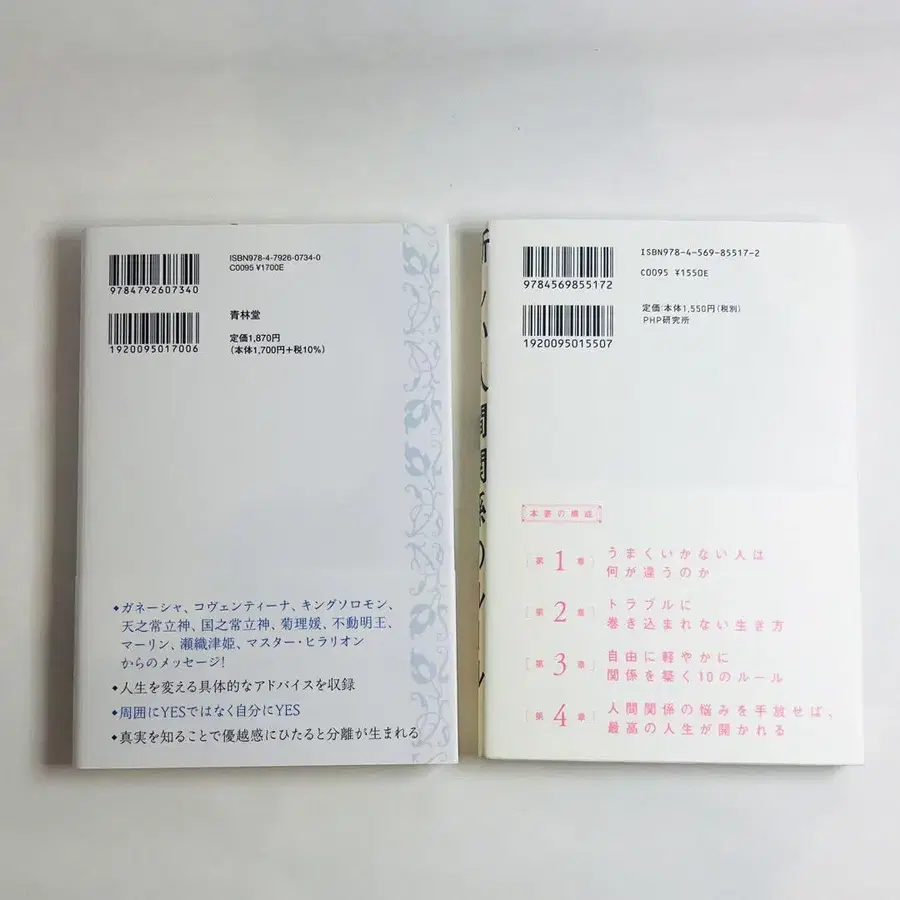 ISBN978-4-7926-0734-0
C0095 ¥1700E
9784792607340
青林堂
定価1,870円
(本体1,700円+税10%)
1920095017006
◆ガネーシャ、コヴェンティーナ、キングソロモン、
天之常立神、国之常立神、菊理媛、不動明王、
マーリン、瀬織津姫、マスター・ヒラリオン
からのメッセージ!
◆人生を変える具体的なアドバイスを収録
◆周囲にYESではなく自分にYES
◆真実を知ることで優越感にひたると分離が生まれる
人間関係の
ISBN978-4-569-85517-2
C0095 ¥1550E
9784569855172
定価:本体1,550円(税別)
PHP研究所
1920095015507
本書の構成
第1章
うまくいかない人は
何が違うのか
第2章
トラブルに
巻き込まれない生き方
第3章
自由に軽やかに
関係を築く10のルール
第4章
人間関係の悩みを手放せば、
最高の人生が開かれる